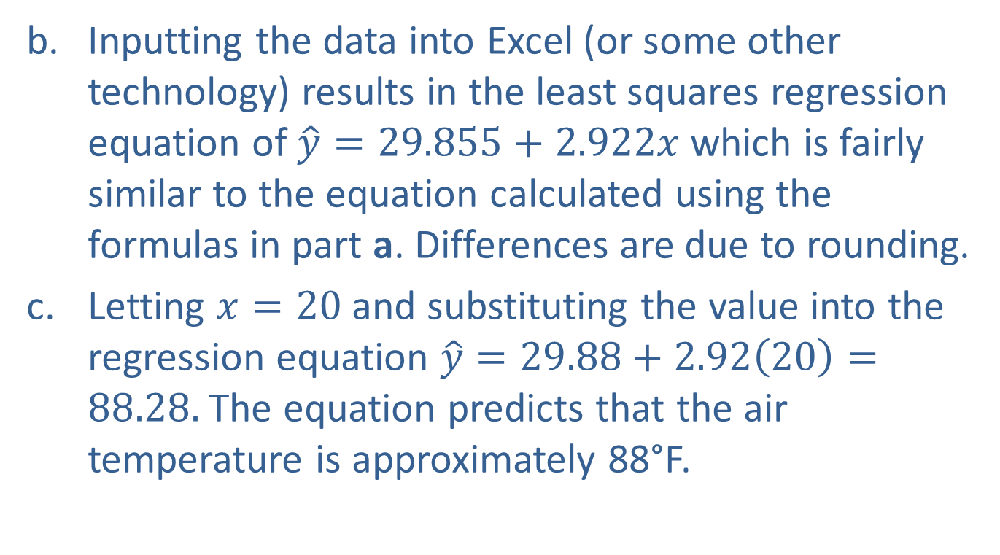 b. Inputting the data into Excel (or some other
technology) results in the least squares regression
equation of ŷ = 29.855 + 2.922x which is fairly
similar to the equation calculated using the
formulas in part a. Differences are due to rounding.
c. Letting x = 20 and substituting the value into the
regression equation ŷ = 29.88 + 2.92(20) =
88.28. The equation predicts that the air
temperature is approximately 88°F.